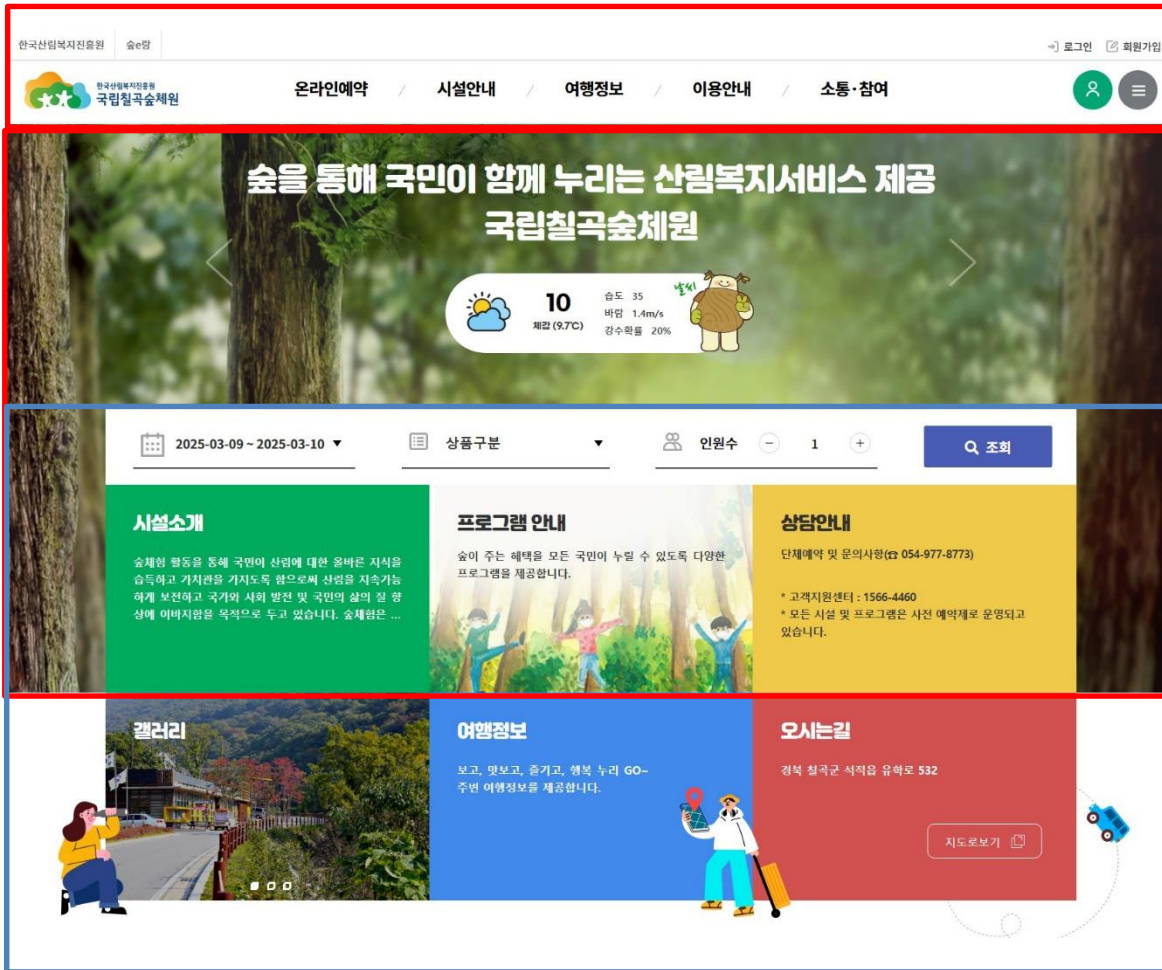 한국산림복지진흥원 숲e랑
로그인 회원가입
한국산림복지진흥원
국립칠곡숲체원
온라인예약 / 시설안내 / 여행정보 / 이용안내 / 소통·참여
숲을 통해 국민이 함께 누리는 산림복지서비스 제공
국립칠곡숲체원
10
체감 (9.7℃)
습도 35
바람 1.4m/s
강수확률 20%
날씨
2025-03-09 ~ 2025-03-10 ▼
상품구분 ▼
인원수 − 1 +
조회
시설소개
숲체험 활동을 통해 국민이 산림에 대한 올바른 지식을
습득하고 가치관을 가지도록 함으로써 산림을 지속가능
하게 보전하고 국가와 사회 발전 및 국민의 삶의 질 향
상에 이바지함을 목적으로 두고 있습니다. 숲체험은 ...
프로그램 안내
숲이 주는 혜택을 모든 국민이 누릴 수 있도록 다양한
프로그램을 제공합니다.
상담안내
단체예약 및 문의사항(☎ 054-977-8773)
* 고객지원센터 : 1566-4460
* 모든 시설 및 프로그램은 사전 예약제로 운영되고
있습니다.
갤러리
여행정보
보고, 맛보고, 즐기고, 행복 누리 GO~
주변 여행정보를 제공합니다.
오시는길
경북 칠곡군 석적읍 유학로 532
지도로보기